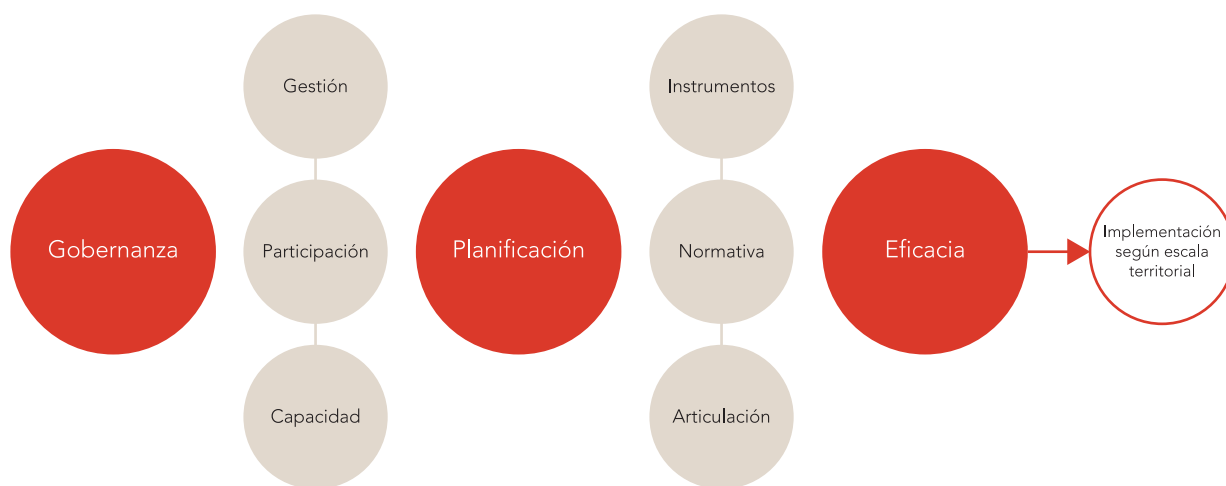 Gobernanza
Gestión
Participación
Capacidad
Planificación
Instrumentos
Normativa
Articulación
Eficacia
Implementación
según escala
territorial